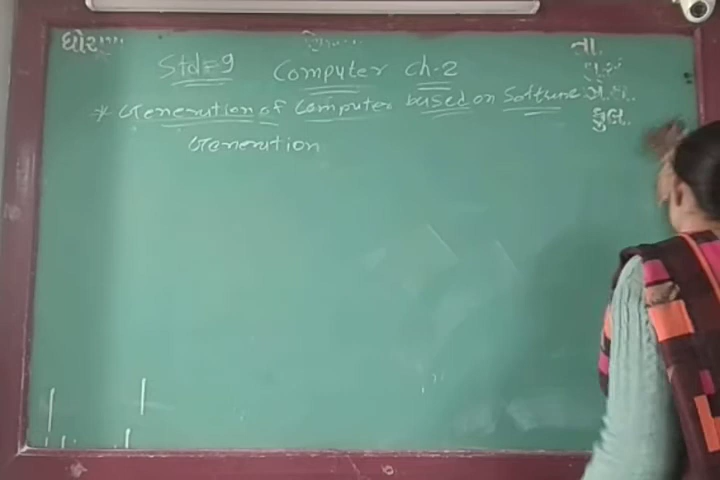 ધોરણ તા.
Std=9 Computer ch-2
* Generation of Computer based on Software
Generation
કુલ.